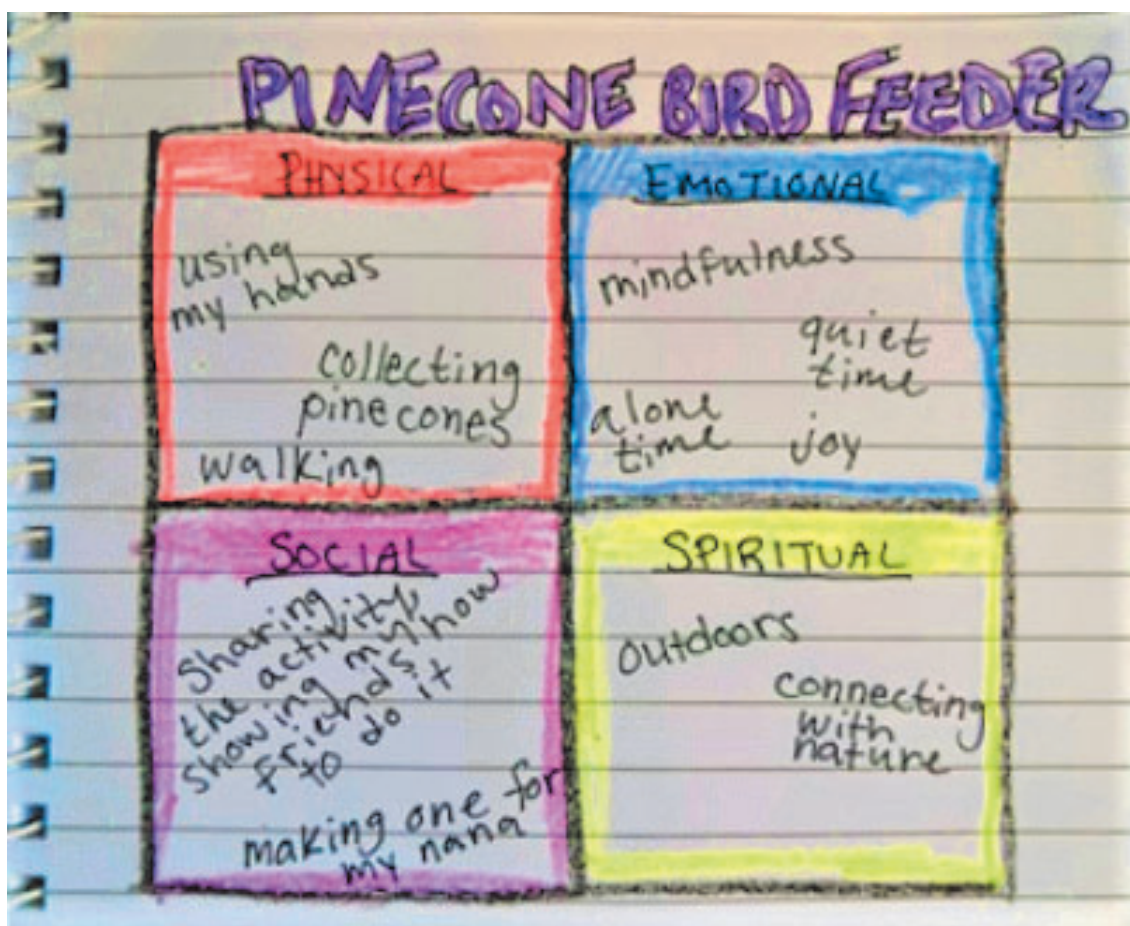 PINECONE BIRD FEEDER
PHYSICAL
using
my hands
collecting
pinecones
walking
EMOTIONAL
mindfulness
quiet
time
alone
time
joy
SOCIAL
Sharing
the activity,
showing my
friends how
to do it
making one for
my nana
SPIRITUAL
outdoors
connecting
with
nature